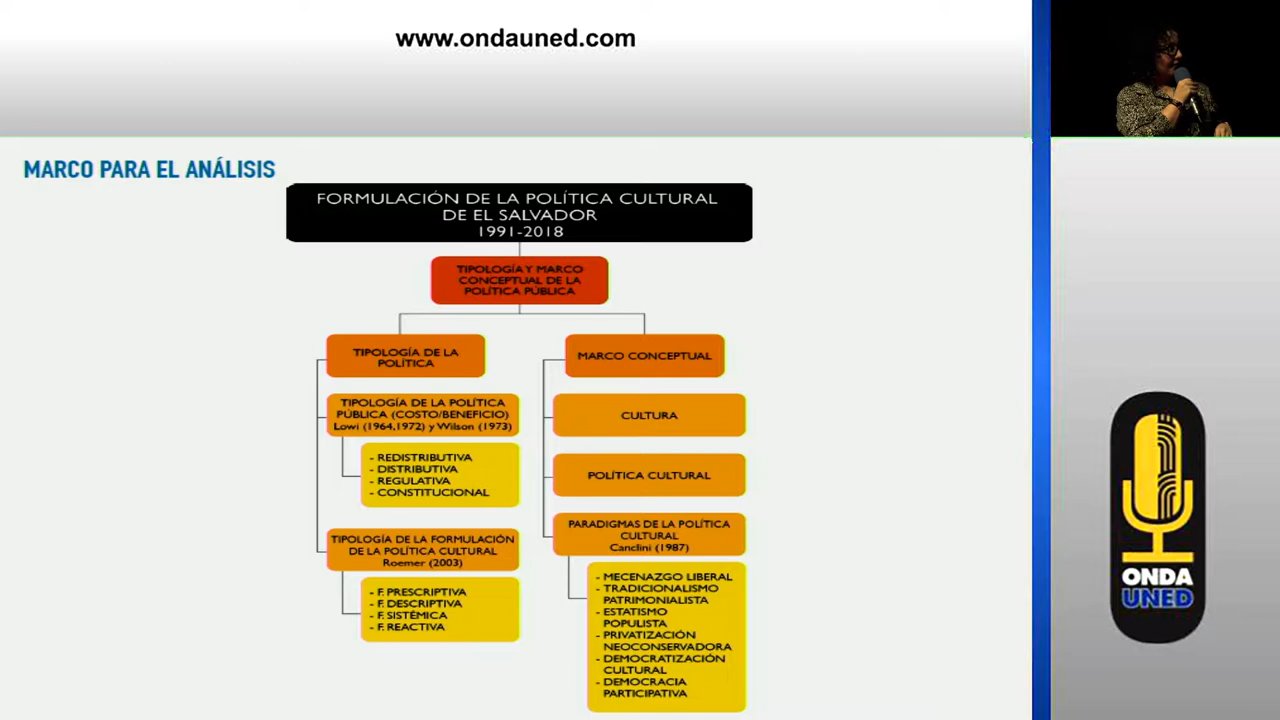 www.ondauned.com
MARCO PARA EL ANÁLISIS
FORMULACIÓN DE LA POLÍTICA CULTURAL
DE EL SALVADOR
1991-2018
TIPOLOGÍA Y MARCO
CONCEPTUAL DE LA
POLÍTICA PÚBLICA
TIPOLOGÍA DE LA
POLÍTICA
TIPOLOGÍA DE LA POLÍTICA
PÚBLICA (COSTO/BENEFICIO)
Lowi (1964,1972) y Wilson (1973)
- REDISTRIBUTIVA
- DISTRIBUTIVA
- REGULATIVA
- CONSTITUCIONAL
TIPOLOGÍA DE LA FORMULACIÓN
DE LA POLÍTICA CULTURAL
Roemer (2003)
- F. PRESCRIPTIVA
- F. DESCRIPTIVA
- F. SISTÉMICA
- F. REACTIVA
MARCO CONCEPTUAL
CULTURA
POLÍTICA CULTURAL
PARADIGMAS DE LA POLÍTICA
CULTURAL
Canclini (1987)
- MECENAZGO LIBERAL
- TRADICIONALISMO
PATRIMONIALISTA
- ESTATISMO
POPULISTA
- PRIVATIZACIÓN
NEOCONSERVADORA
- DEMOCRATIZACIÓN
CULTURAL
- DEMOCRACIA
PARTICIPATIVA
ONDA
UNED